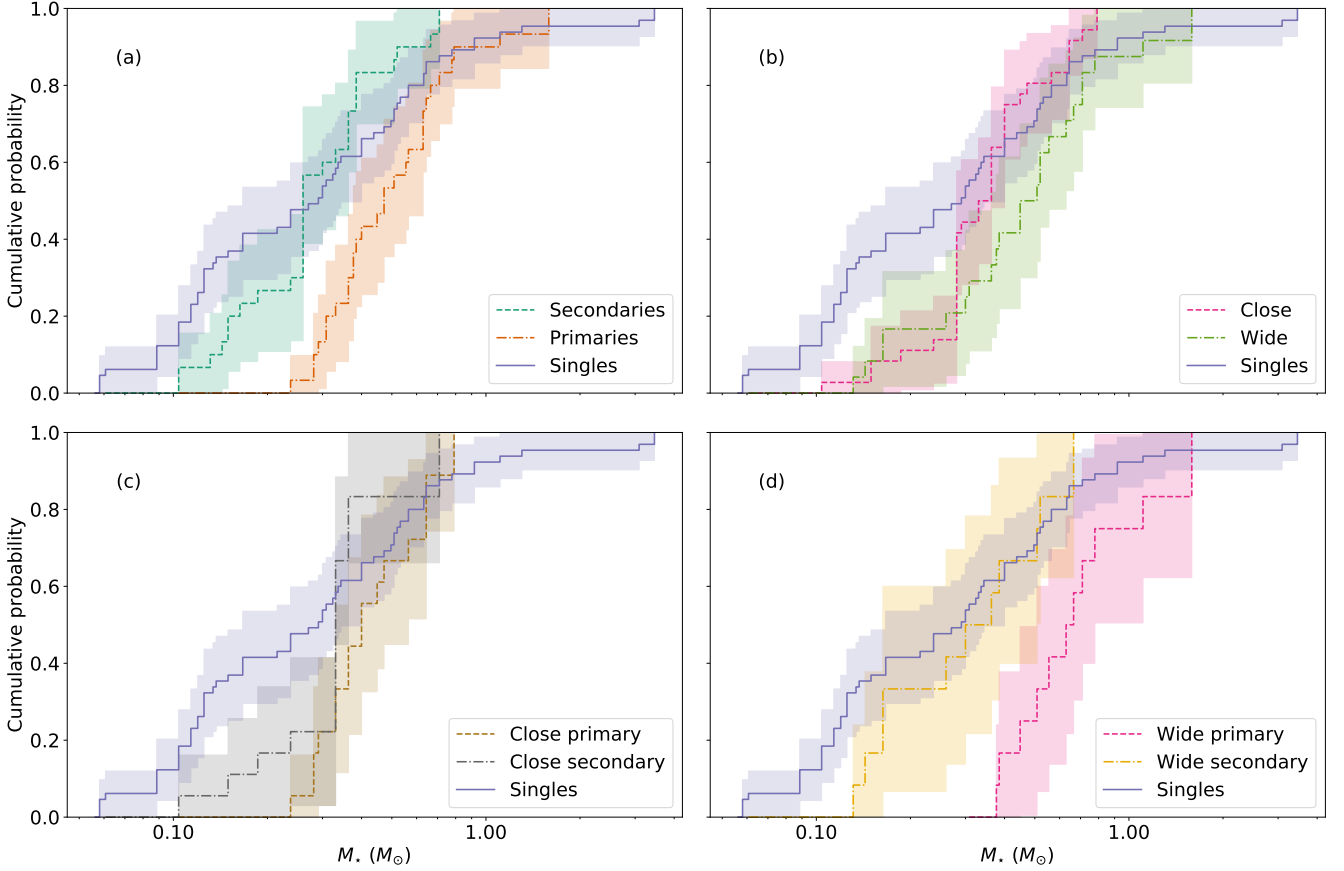 (a)
Cumulative probability
1.0
0.8
0.6
0.4
0.2
0.0
Secondaries
Primaries
Singles
(b)
Close
Wide
Singles
(c)
Cumulative probability
1.0
0.8
0.6
0.4
0.2
0.0
Close primary
Close secondary
Singles
0.10
1.00
M⋆ (M⊙)
(d)
Wide primary
Wide secondary
Singles
0.10
1.00
M⋆ (M⊙)